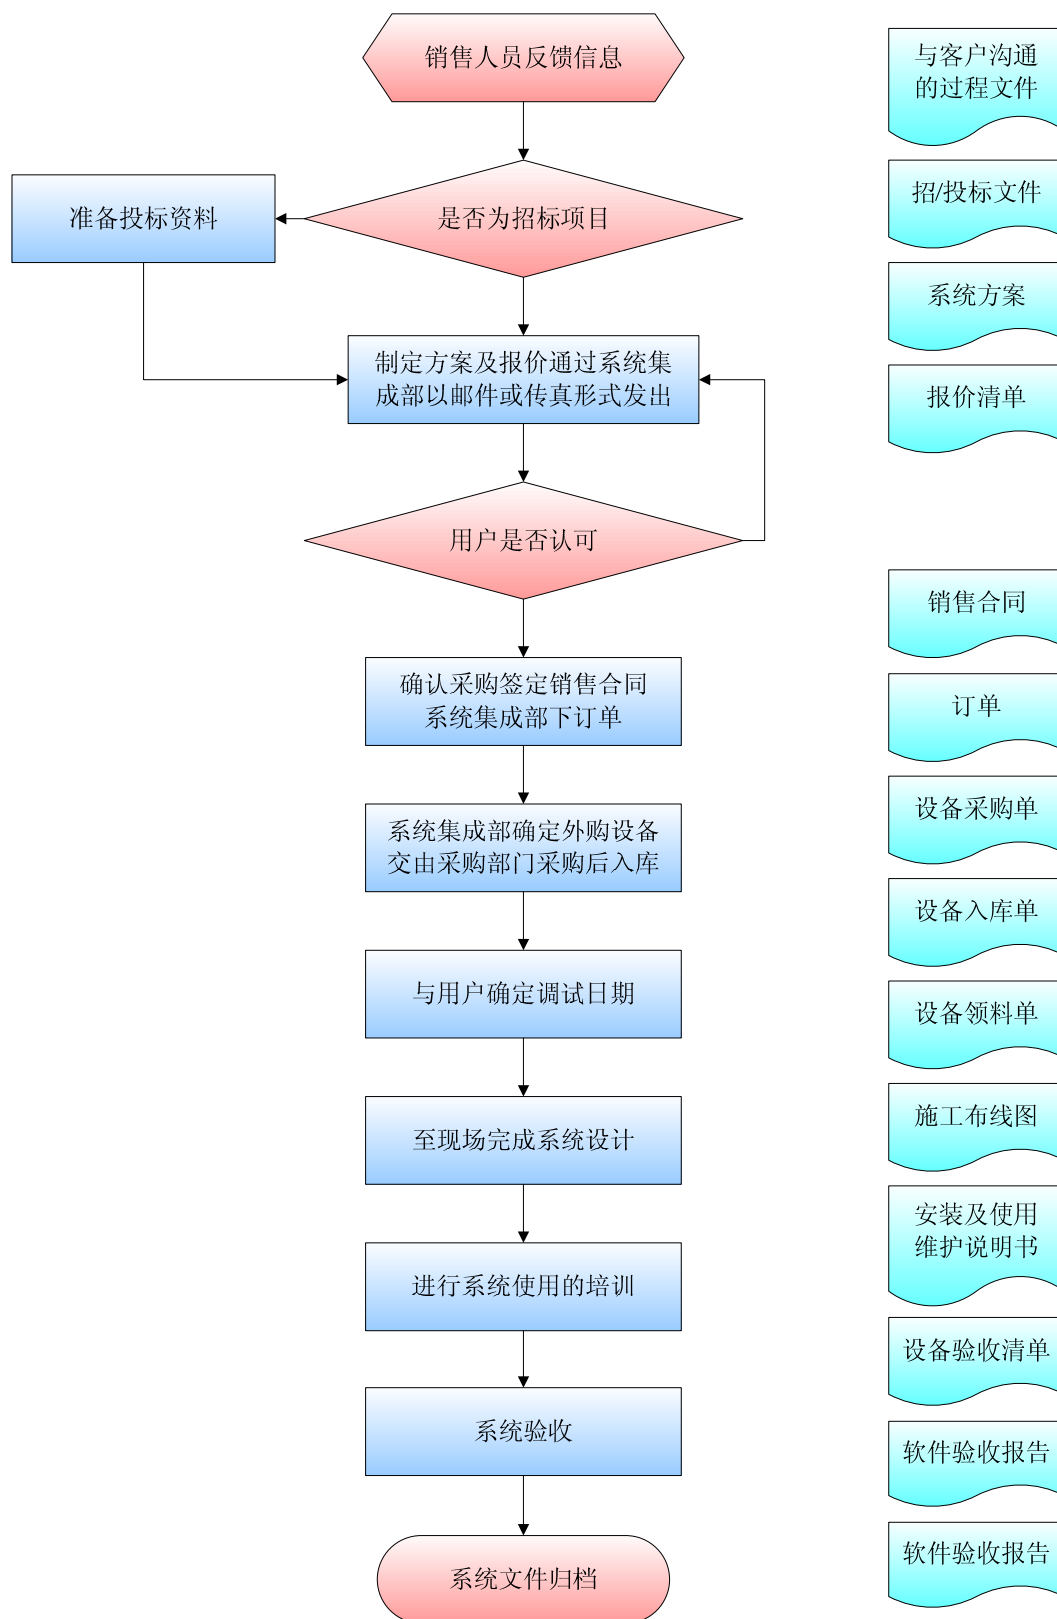 销售人员反馈信息
是否为招标项目
准备投标资料
制定方案及报价通过系统集
成部以邮件或传真形式发出
用户是否认可
确认采购签定销售合同
系统集成部下订单
系统集成部确定外购设备
交由采购部门采购后入库
与用户确定调试日期
至现场完成系统设计
进行系统使用的培训
系统验收
系统文件归档
与客户沟通
的过程文件
招/投标文件
系统方案
报价清单
销售合同
订单
设备采购单
设备入库单
设备领料单
施工布线图
安装及使用
维护说明书
设备验收清单
软件验收报告
软件验收报告